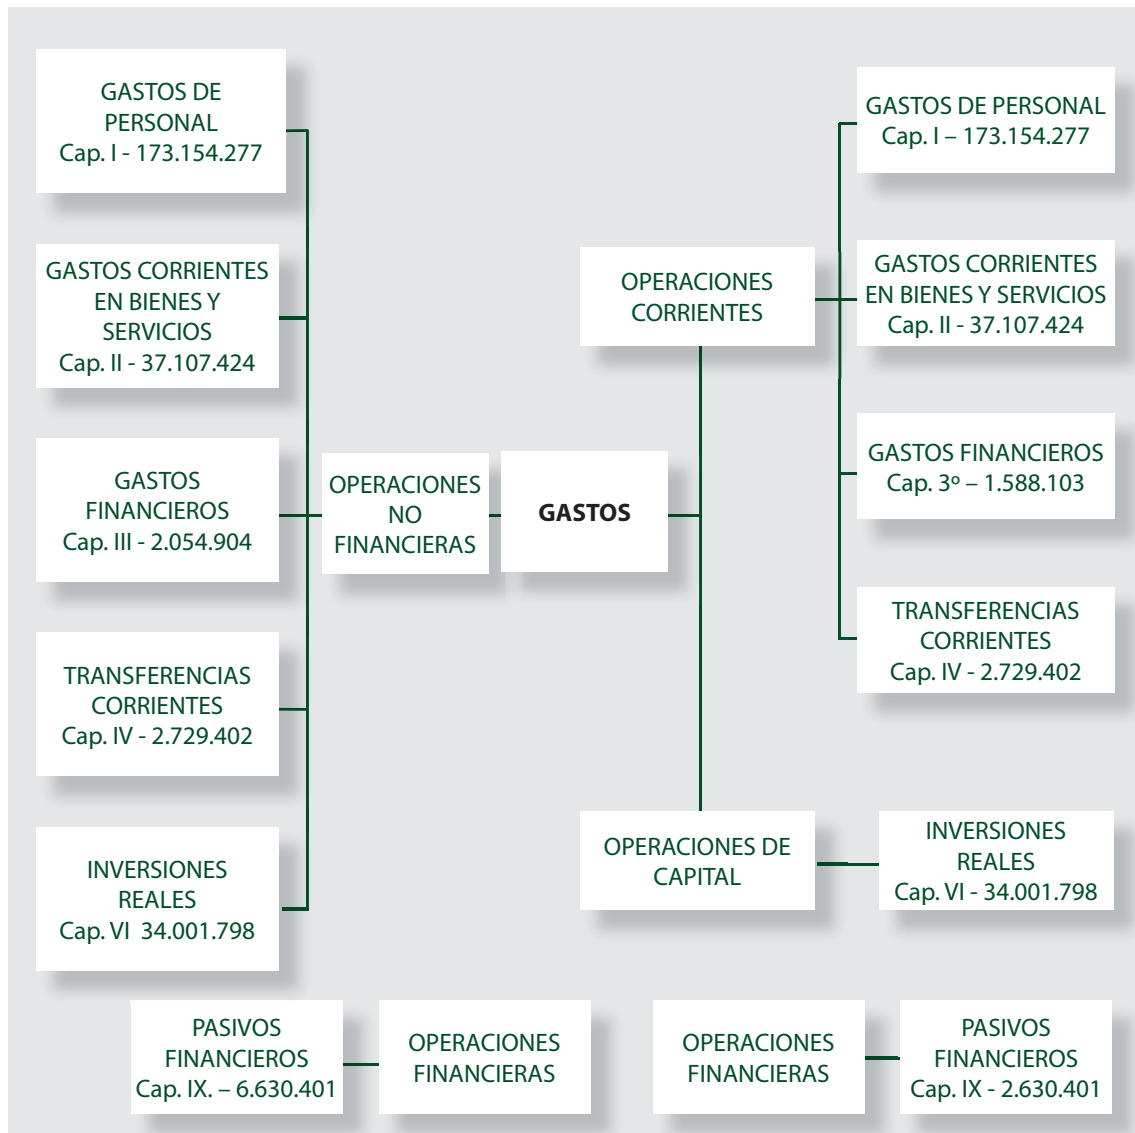 GASTOS DE
PERSONAL
Cap. I - 173.154.277
GASTOS CORRIENTES
EN BIENES Y
SERVICIOS
Cap. II - 37.107.424
GASTOS
FINANCIEROS
Cap. III - 2.054.904
TRANSFERENCIAS
CORRIENTES
Cap. IV - 2.729.402
INVERSIONES
REALES
Cap. VI  34.001.798
OPERACIONES
NO
FINANCIERAS
GASTOS
OPERACIONES
CORRIENTES
GASTOS DE PERSONAL
Cap. I – 173.154.277
GASTOS CORRIENTES
EN BIENES Y SERVICIOS
Cap. II - 37.107.424
GASTOS FINANCIEROS
Cap. 3º – 1.588.103
TRANSFERENCIAS
CORRIENTES
Cap. IV - 2.729.402
OPERACIONES DE
CAPITAL
INVERSIONES
REALES
Cap. VI - 34.001.798
PASIVOS
FINANCIEROS
Cap. IX. – 6.630.401
OPERACIONES
FINANCIERAS
OPERACIONES
FINANCIERAS
PASIVOS
FINANCIEROS
Cap. IX - 2.630.401